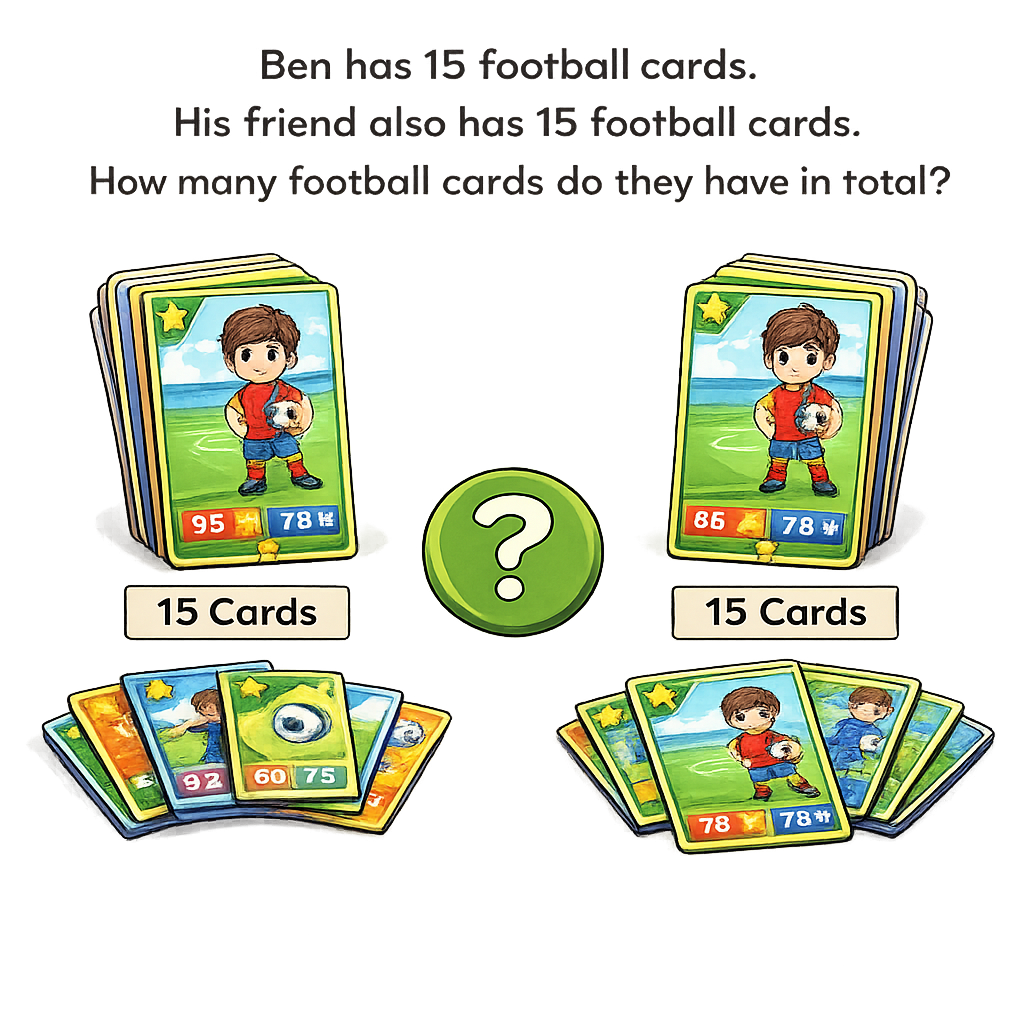 Ben has 15 football cards.
His friend also has 15 football cards.
How many football cards do they have in total?
95 78
86 78
?
15 Cards
15 Cards
92 60 75
78 78